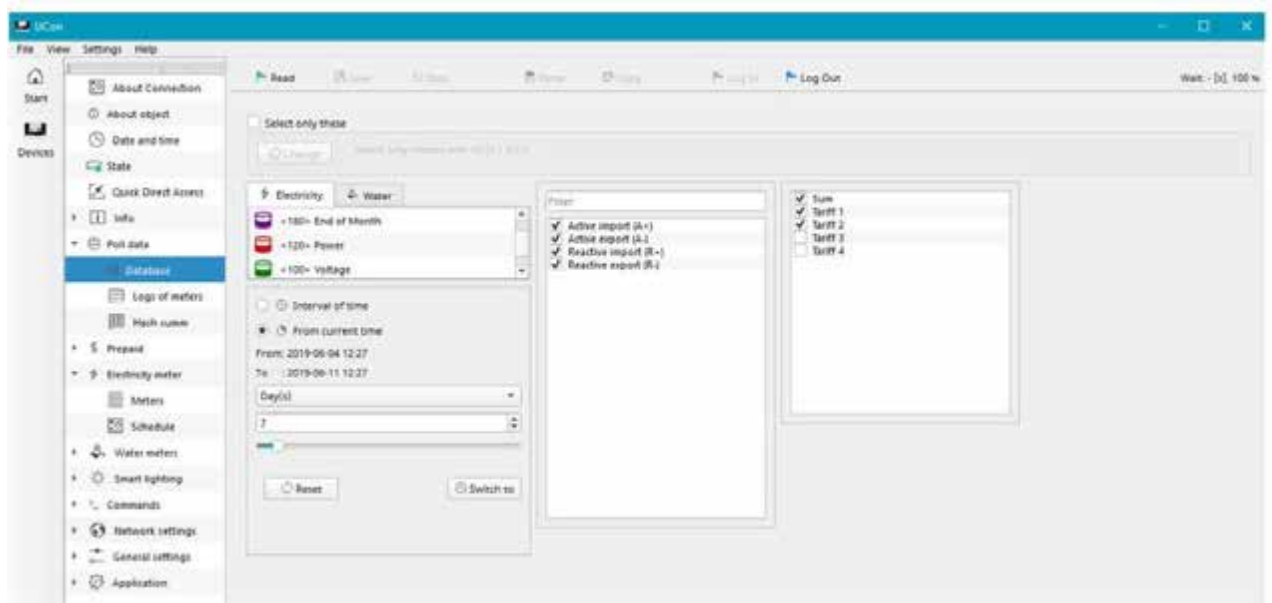 UCon
File View Settings Help
Start
Devices
About Connection
About object
Date and time
State
Quick Direct Access
Info
Poll data
Database
Logs of meters
Hash summ
Prepaid
Electricity meter
Meters
Schedule
Water meters
Smart lighting
Commands
Network settings
General settings
Application
Read
Log In
Log Out
Wait: - [s], 100 %
Select only these
Change
Electricity
Water
<180> End of Month
<120> Power
<100> Voltage
Interval of time
From current time
From: 2019-06-04 12:27
To : 2019-06-11 12:27
Day(s)
7
Reset
Switch to
Filter
Active import (A+)
Active export (A-)
Reactive import (R+)
Reactive export (R-)
Sum
Tariff 1
Tariff 2
Tariff 3
Tariff 4